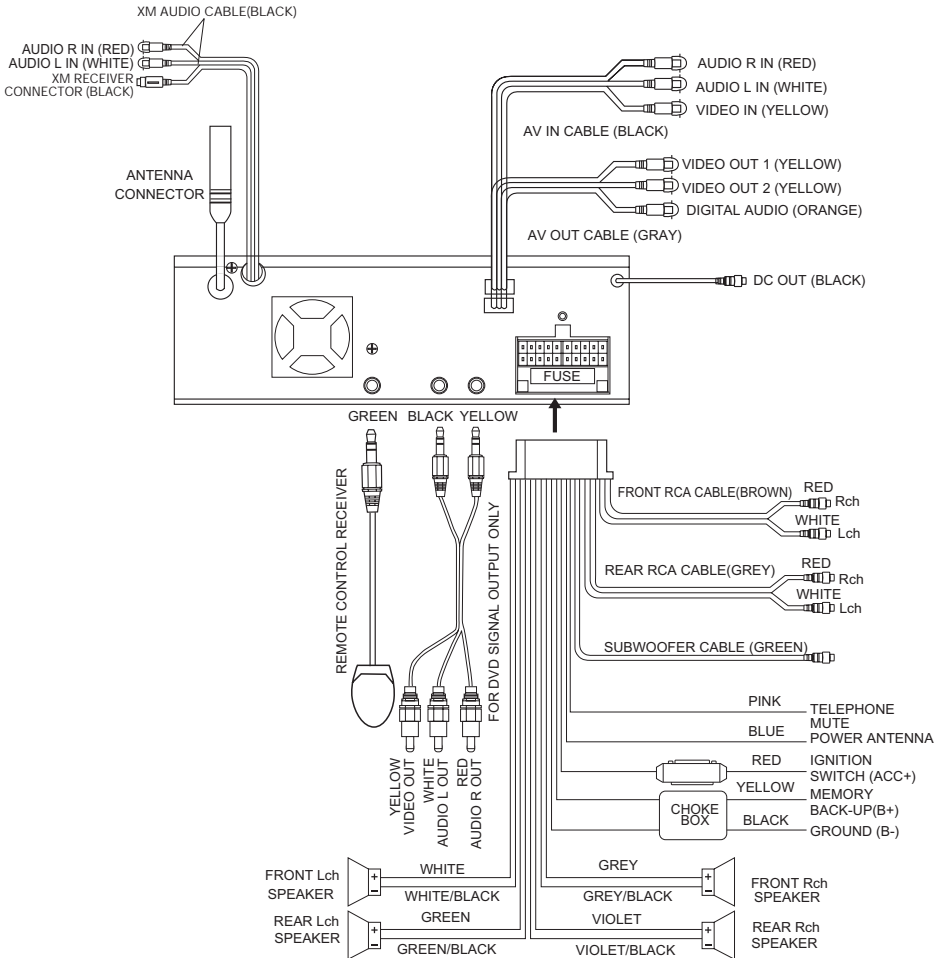 XM AUDIO CABLE(BLACK)
AUDIO R IN (RED)
AUDIO L IN (WHITE)
XM RECEIVER
CONNECTOR (BLACK)
ANTENNA
CONNECTOR
AUDIO R IN (RED)
AUDIO L IN (WHITE)
VIDEO IN (YELLOW)
AV IN CABLE (BLACK)
VIDEO OUT 1 (YELLOW)
VIDEO OUT 2 (YELLOW)
DIGITAL AUDIO (ORANGE)
AV OUT CABLE (GRAY)
DC OUT (BLACK)
FUSE
GREEN BLACK YELLOW
REMOTE CONTROL RECEIVER
FOR DVD SIGNAL OUTPUT ONLY
YELLOW
VIDEO OUT
WHITE
AUDIO L OUT
RED
AUDIO R OUT
FRONT RCA CABLE(BROWN)
RED
Rch
WHITE
Lch
REAR RCA CABLE(GREY)
RED
Rch
WHITE
Lch
SUBWOOFER CABLE (GREEN)
PINK
TELEPHONE
MUTE
BLUE
POWER ANTENNA
RED
IGNITION
SWITCH (ACC+)
YELLOW
MEMORY
BACK-UP(B+)
CHOKE
BOX
BLACK
GROUND (B-)
FRONT Lch
SPEAKER
+
−
WHITE
WHITE/BLACK
GREY
GREY/BLACK
+
−
FRONT Rch
SPEAKER
REAR Lch
SPEAKER
+
−
GREEN
GREEN/BLACK
VIOLET
VIOLET/BLACK
+
−
REAR Rch
SPEAKER